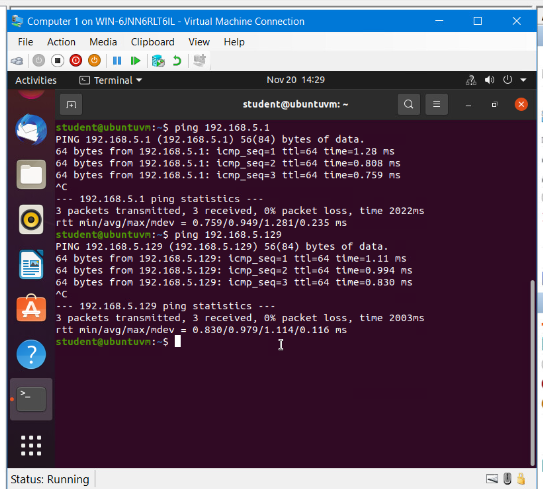 Computer 1 on WIN-6JNN6RLT6IL - Virtual Machine Connection
File Action Media Clipboard View Help
Activities Terminal Nov 20 14:29
student@ubuntuvm: ~
student@ubuntuvm:~$ ping 192.168.5.1
PING 192.168.5.1 (192.168.5.1) 56(84) bytes of data.
64 bytes from 192.168.5.1: icmp_seq=1 ttl=64 time=1.28 ms
64 bytes from 192.168.5.1: icmp_seq=2 ttl=64 time=0.808 ms
64 bytes from 192.168.5.1: icmp_seq=3 ttl=64 time=0.759 ms
^C
--- 192.168.5.1 ping statistics ---
3 packets transmitted, 3 received, 0% packet loss, time 2022ms
rtt min/avg/max/mdev = 0.759/0.949/1.281/0.235 ms
student@ubuntuvm:~$ ping 192.168.5.129
PING 192.168.5.129 (192.168.5.129) 56(84) bytes of data.
64 bytes from 192.168.5.129: icmp_seq=1 ttl=64 time=1.11 ms
64 bytes from 192.168.5.129: icmp_seq=2 ttl=64 time=0.994 ms
64 bytes from 192.168.5.129: icmp_seq=3 ttl=64 time=0.830 ms
^C
--- 192.168.5.129 ping statistics ---
3 packets transmitted, 3 received, 0% packet loss, time 2003ms
rtt min/avg/max/mdev = 0.830/0.979/1.114/0.116 ms
student@ubuntuvm:~$
Status: Running